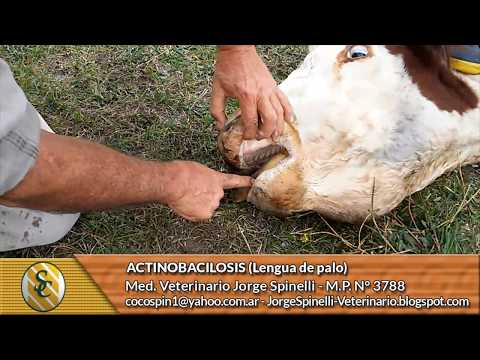 ACTINOBACILOSIS (Lengua de palo)
Med. Veterinario Jorge Spinelli - M.P. Nº 3788
cocospin1@yahoo.com.ar - JorgeSpinelli-Veterinario.blogspot.com